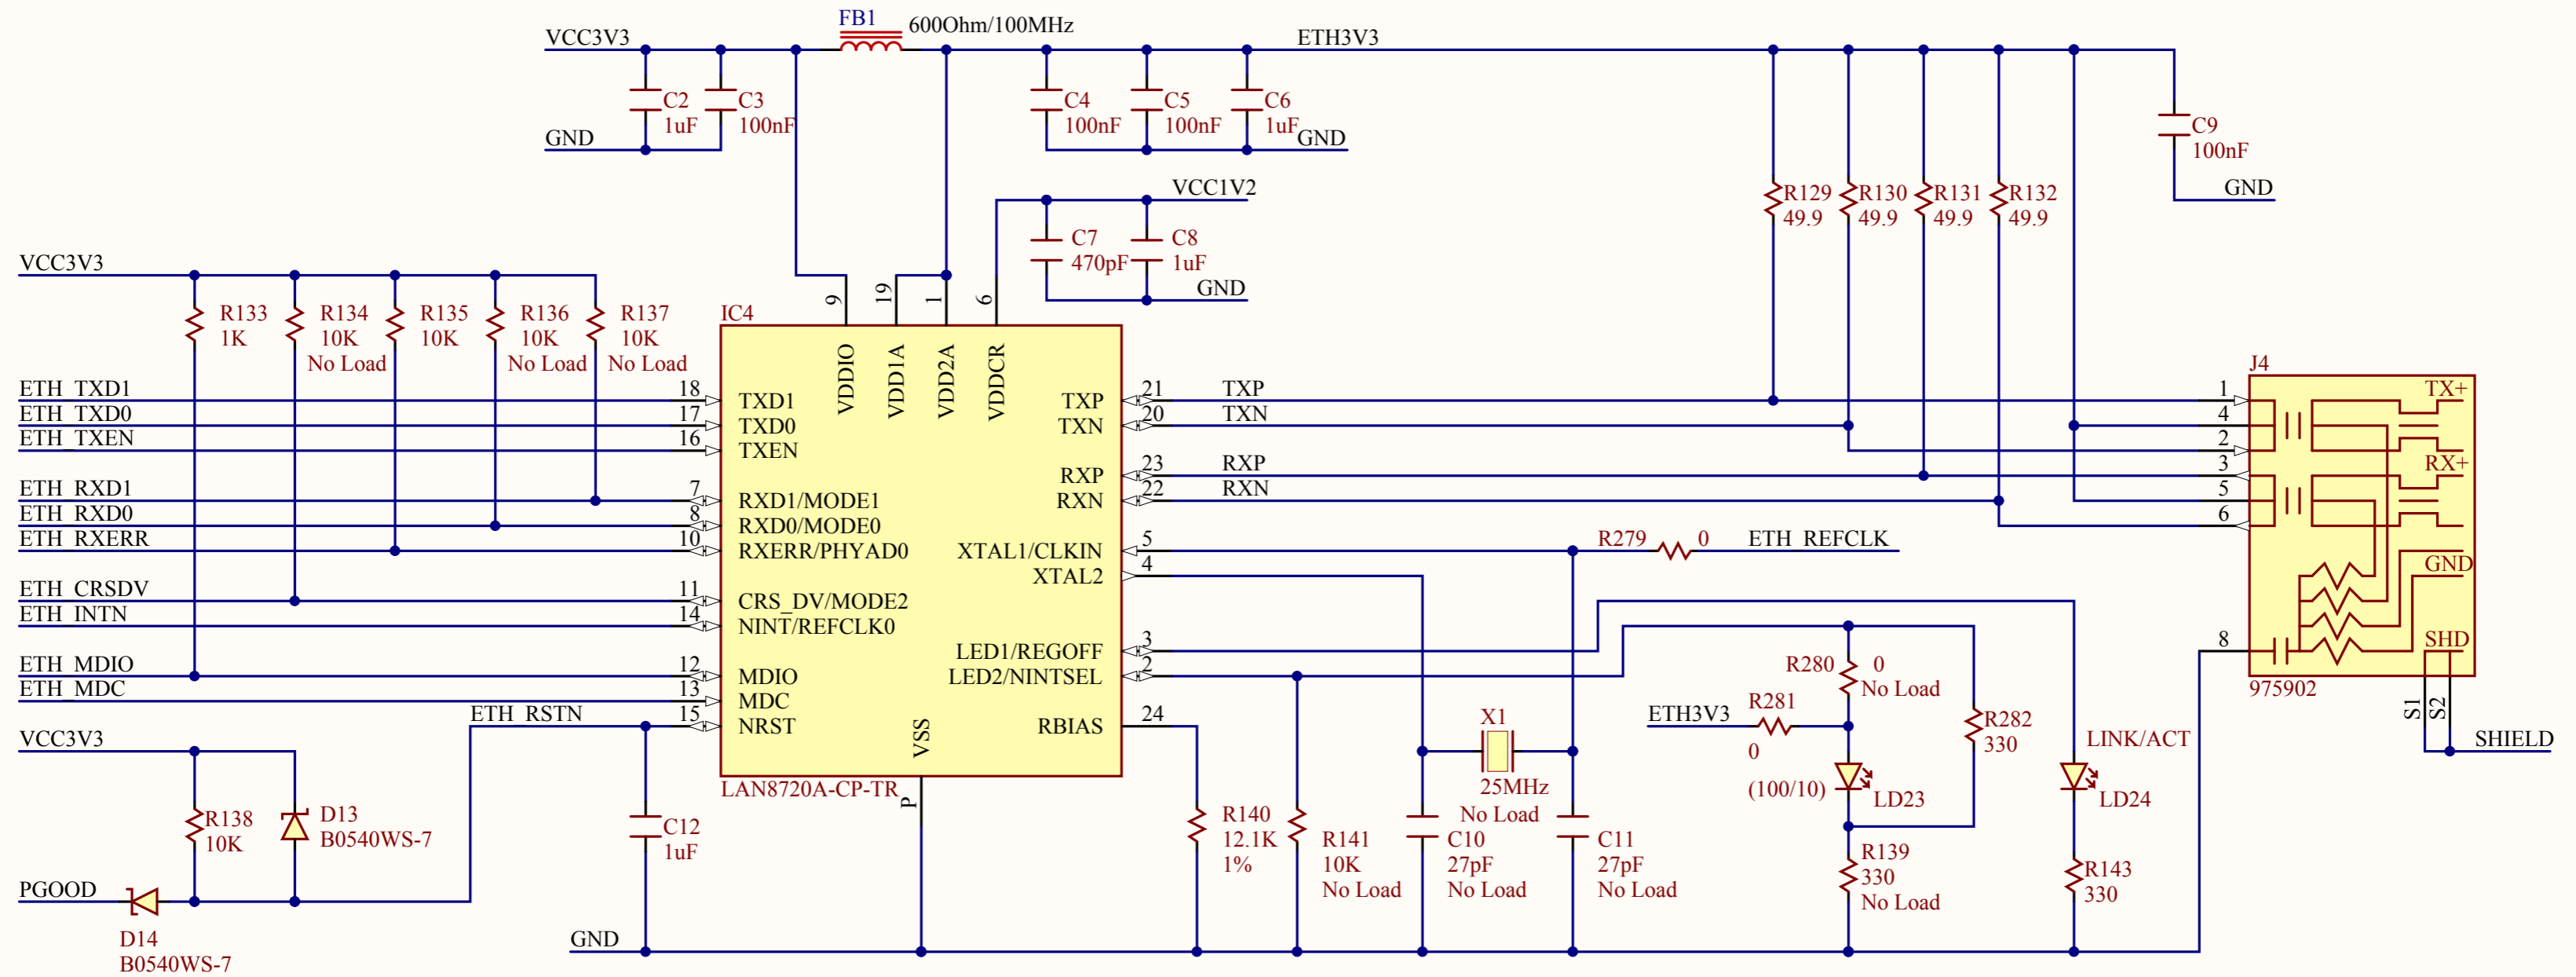 FB1
600Ohm/100MHz
VCC3V3
ETH3V3
C2
1uF
C3
100nF
GND
C4
100nF
C5
100nF
C6
1uF
GND
C9
100nF
GND
VCC1V2
C7
470pF
C8
1uF
GND
R129
49.9
R130
49.9
R131
49.9
R132
49.9
VCC3V3
R133
1K
R134
10K
No Load
R135
10K
R136
10K
No Load
R137
10K
No Load
9
19
1
6
IC4
VDDIO
VDD1A
VDD2A
VDDCR
ETH_TXD1
18
TXD1
ETH_TXD0
17
TXD0
ETH_TXEN
16
TXEN
ETH_RXD1
7
RXD1/MODE1
ETH_RXD0
8
RXD0/MODE0
ETH_RXERR
10
RXERR/PHYAD0
ETH_CRSDV
11
CRS_DV/MODE2
ETH_INTN
14
NINT/REFCLK0
ETH_MDIO
12
MDIO
ETH_MDC
13
MDC
ETH_RSTN
15
NRST
TXP
21
TXP
TXN
20
TXN
RXP
23
RXP
RXN
22
RXN
XTAL1/CLKIN
5
R279
0
ETH_REFCLK
XTAL2
4
LED1/REGOFF
3
LED2/NINTSEL
2
RBIAS
24
VSS
P
LAN8720A-CP-TR
J4
1
TX+
4
2
3
RX+
5
6
GND
8
SHD
975902
S1
S2
SHIELD
R280
0
No Load
R281
ETH3V3
0
(100/10)
R282
330
LD23
LINK/ACT
LD24
R139
330
No Load
R143
330
X1
25MHz
No Load
C10
27pF
No Load
C11
27pF
No Load
R140
12.1K
1%
R141
10K
No Load
VCC3V3
R138
10K
D13
B0540WS-7
C12
1uF
PGOOD
D14
B0540WS-7
GND